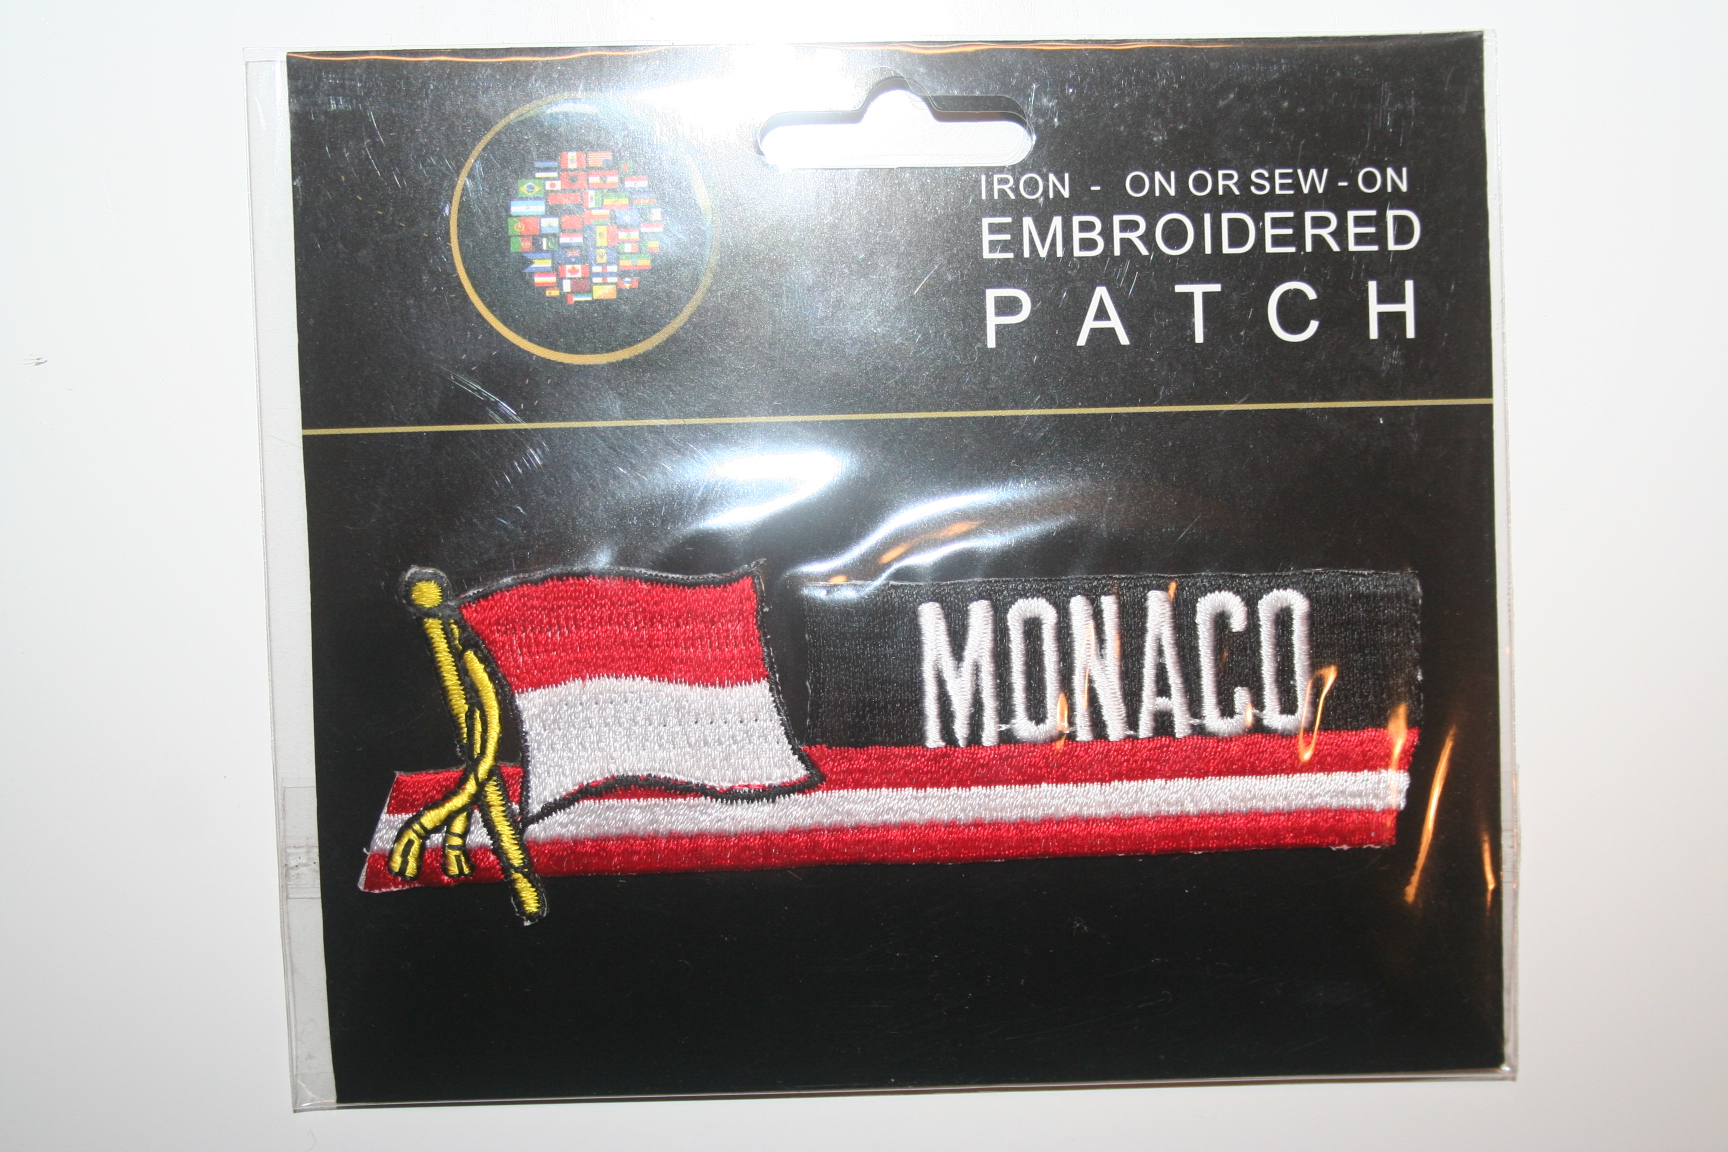 IRON - ON OR SEW - ON
EMBROIDERED
PATCH
MONACO